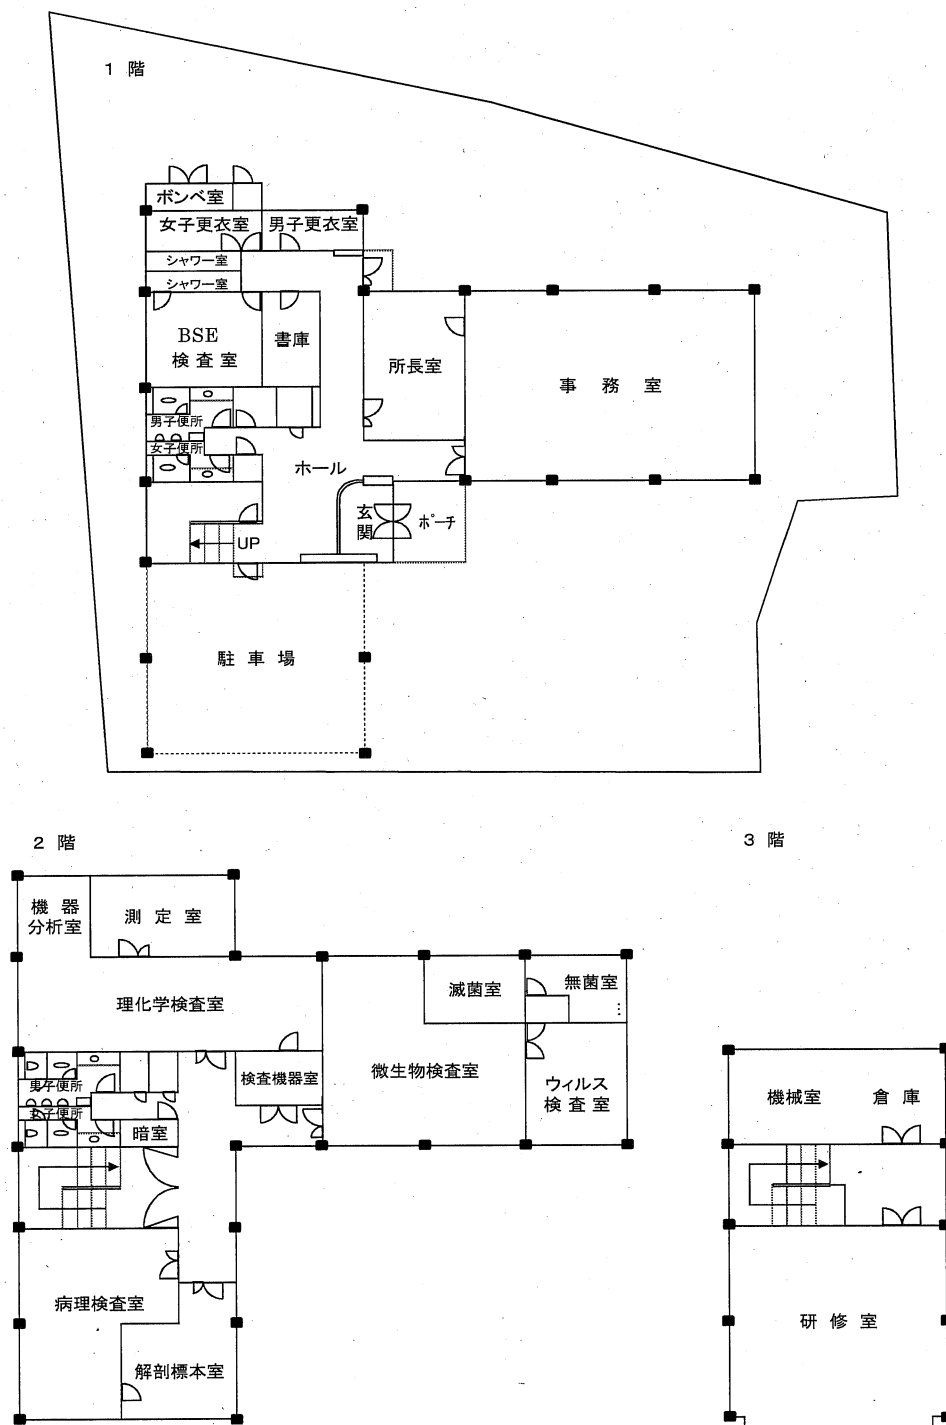 1 階
ボンベ室
女子更衣室 男子更衣室
シャワー室
シャワー室
BSE
検査室
書庫
所長室
事 務 室
男子便所
女子便所
ホール
玄
関
ポーチ
UP
駐 車 場
2 階
3 階
機 器
分析室
測 定 室
理化学検査室
滅菌室
無菌室
検査機器室
微生物検査室
ウィルス
検 査 室
男子便所
女子便所
暗室
機械室
倉 庫
病理検査室
解剖標本室
研 修 室